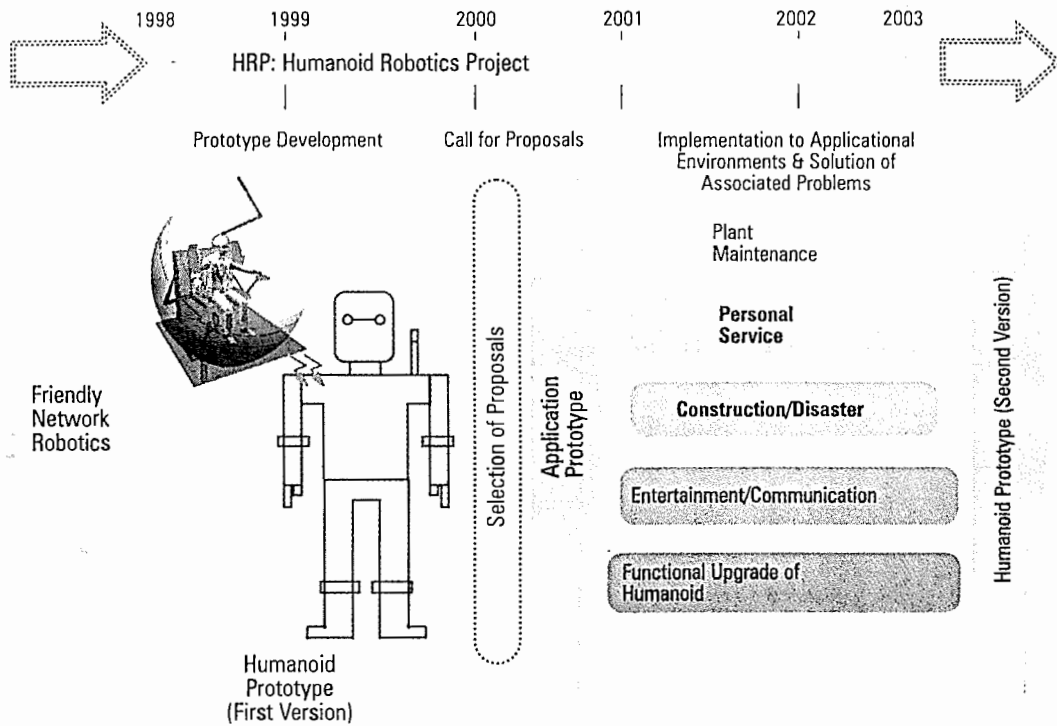 1998 1999 2000 2001 2002 2003
HRP: Humanoid Robotics Project
Prototype Development
Call for Proposals
Implementation to Applicational
Environments & Solution of
Associated Problems
Friendly
Network
Robotics
Humanoid
Prototype
(First Version)
Selection of Proposals
Application
Prototype
Plant
Maintenance
Personal
Service
Construction/Disaster
Entertainment/Communication
Functional Upgrade of
Humanoid
Humanoid Prototype (Second Version)